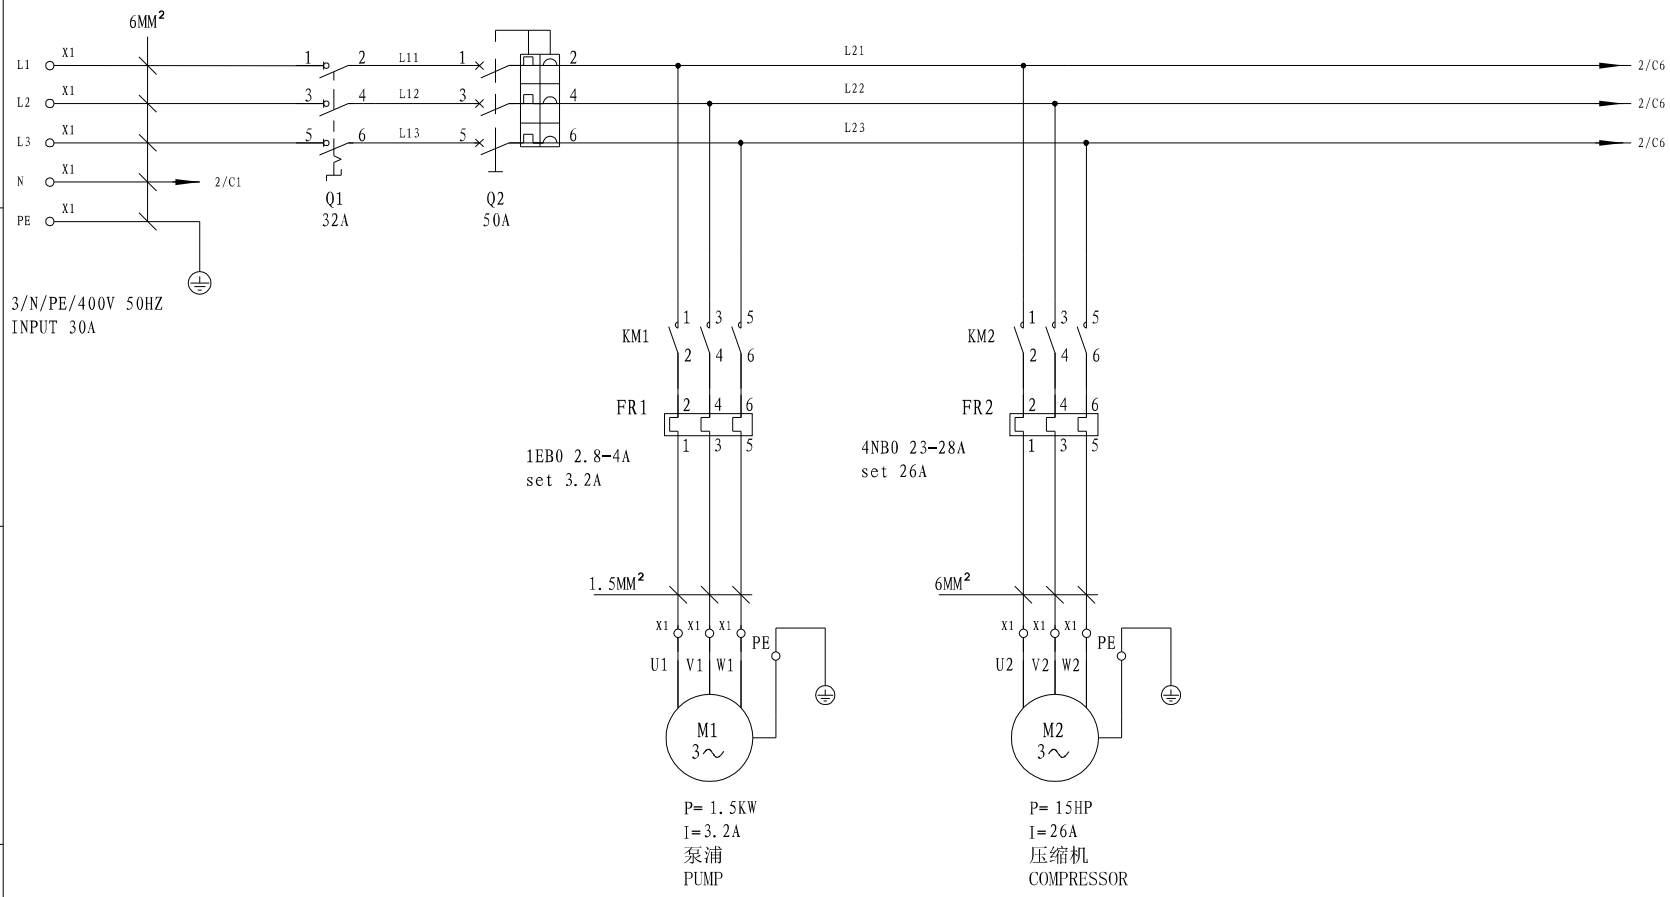 6MM²
L1 X1 1 2 L11 1 2 L21 2/C6
L2 X1 3 4 L12 3 4 L22 2/C6
L3 X1 5 6 L13 5 6 L23 2/C6
N X1 2/C1
PE X1
Q1 Q2
32A 50A
3/N/PE/400V 50HZ
INPUT 30A
1 3 5 1 3 5
KM1 KM2
2 4 6 2 4 6
FR1 2 4 6 FR2 2 4 6
1 3 5 1 3 5
1EB0 2.8-4A 4NB0 23-28A
set 3.2A set 26A
1.5MM² 6MM²
X1 X1 X1 PE X1 X1 X1 PE
U1 V1 W1 U2 V2 W2
M1 M2
3~ 3~
P= 1.5KW P= 15HP
I=3.2A I=26A
泵浦 压缩机
PUMP COMPRESSOR